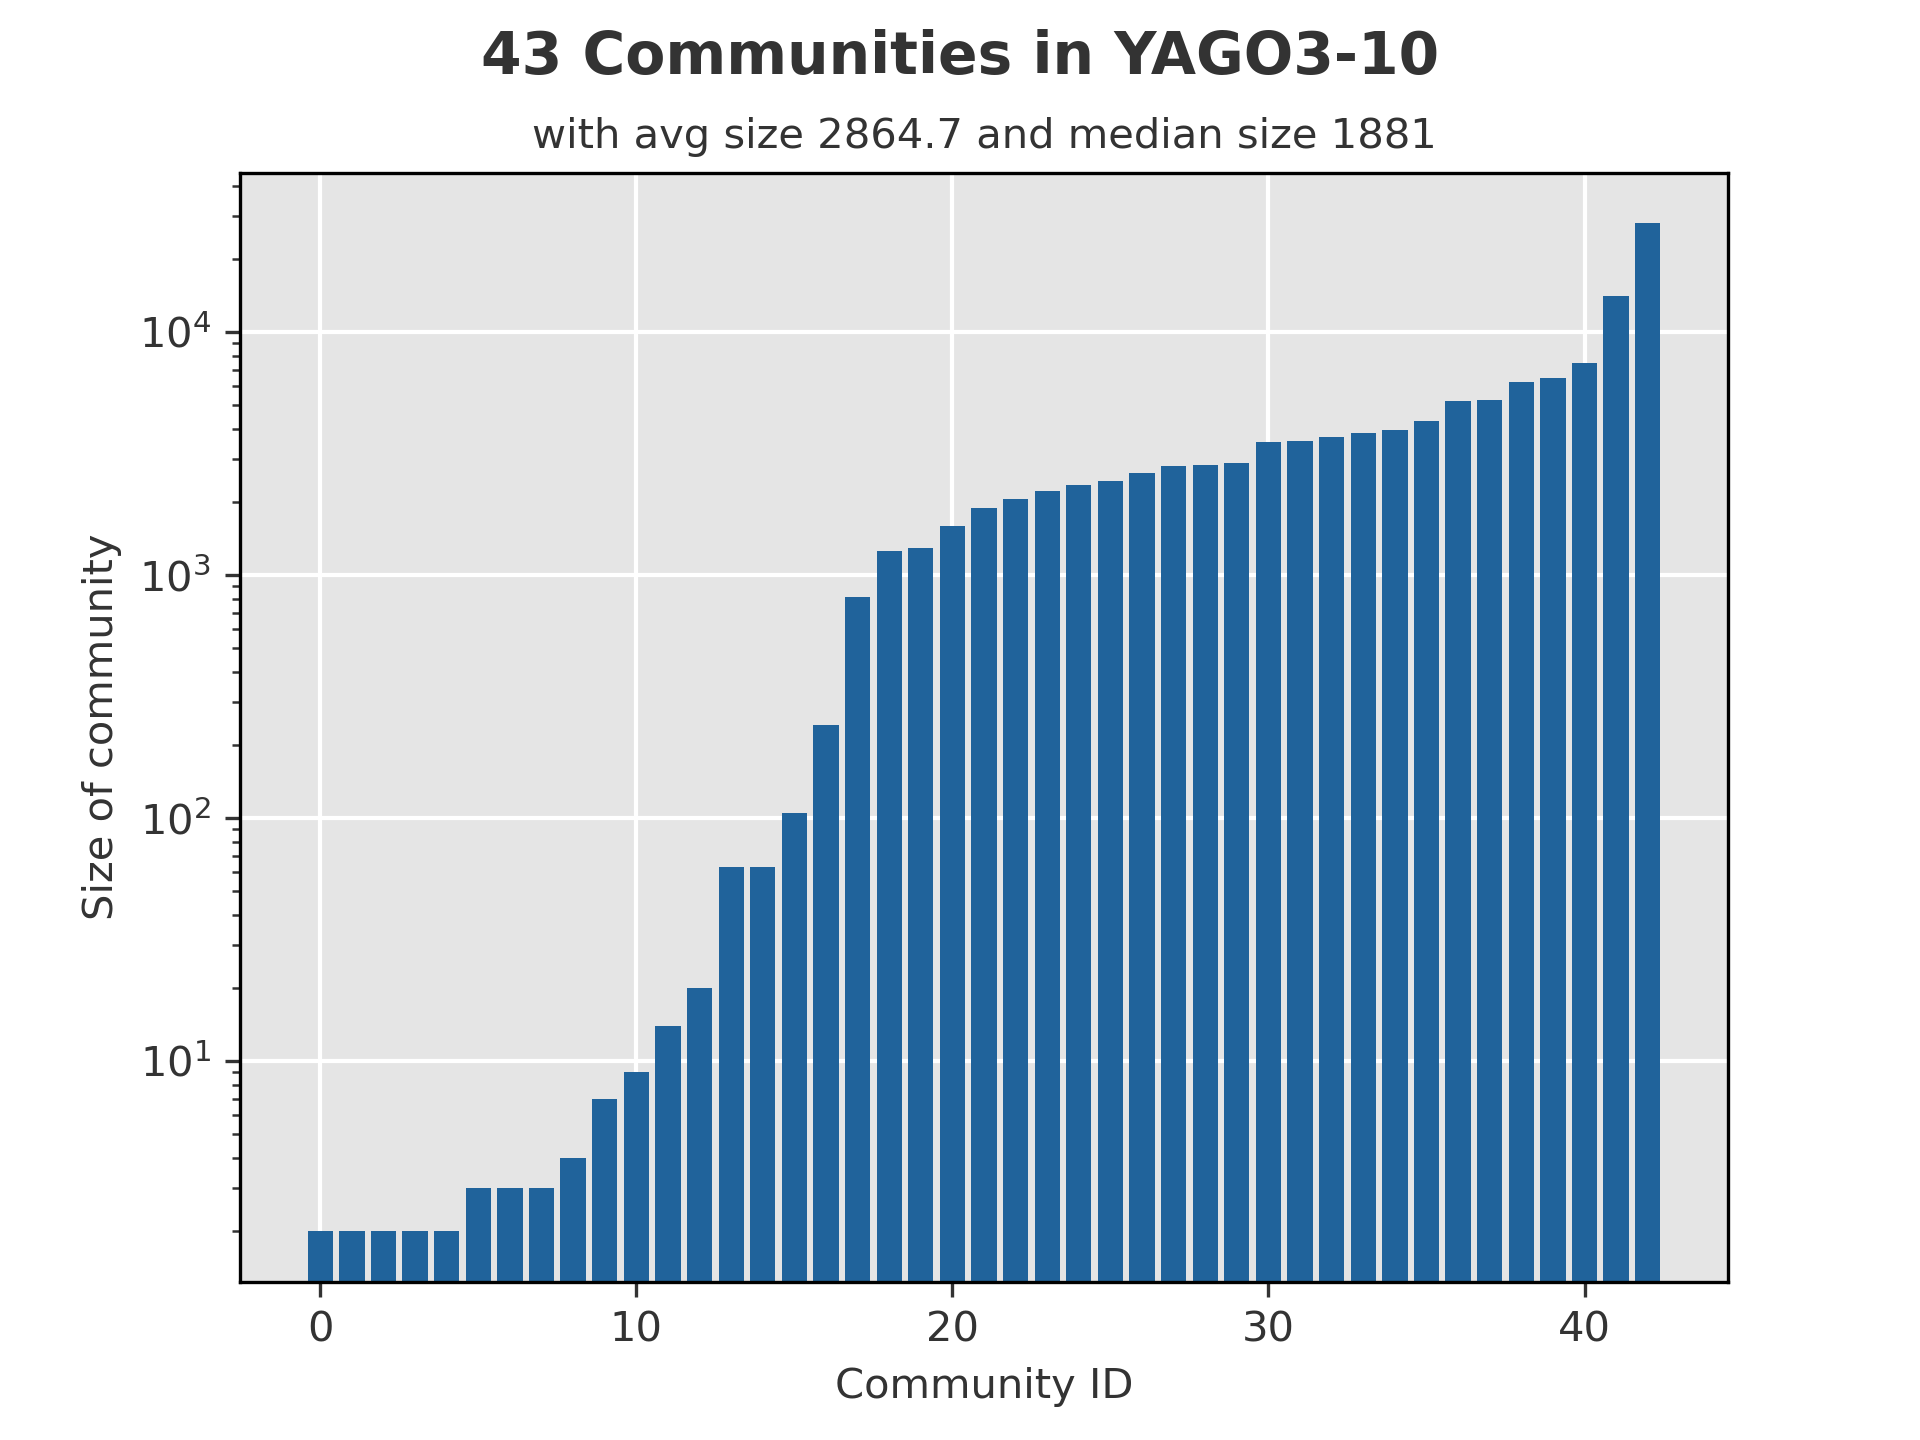 43 Communities in YAGO3-10
with avg size 2864.7 and median size 1881
Size of community
10⁴
10³
10²
10¹
0 10 20 30 40
Community ID